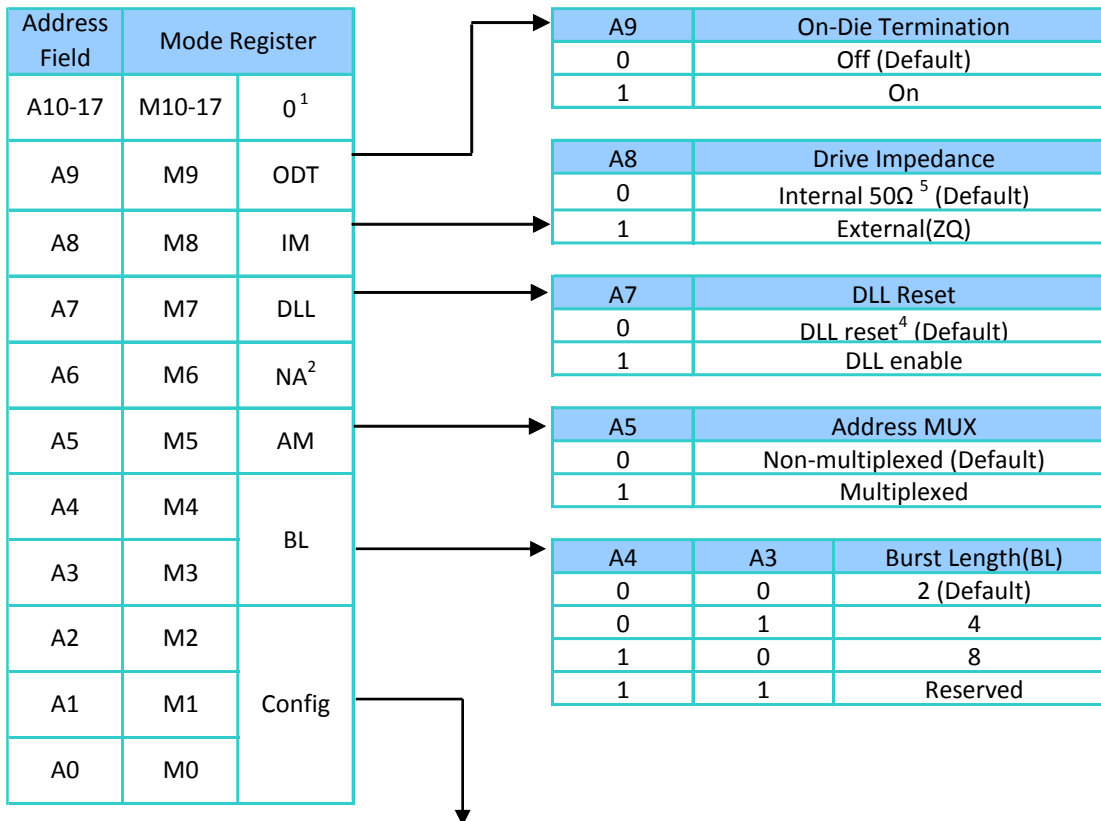 Address Field Mode Register
A10-17 M10-17 0¹
A9 M9 ODT
A8 M8 IM
A7 M7 DLL
A6 M6 NA²
A5 M5 AM
A4 M4 BL
A3 M3
A2 M2 Config
A1 M1
A0 M0
A9 On-Die Termination
0 Off (Default)
1 On
A8 Drive Impedance
0 Internal 50Ω ⁵ (Default)
1 External(ZQ)
A7 DLL Reset
0 DLL reset⁴ (Default)
1 DLL enable
A5 Address MUX
0 Non-multiplexed (Default)
1 Multiplexed
A4 A3 Burst Length(BL)
0 0 2 (Default)
0 1 4
1 0 8
1 1 Reserved